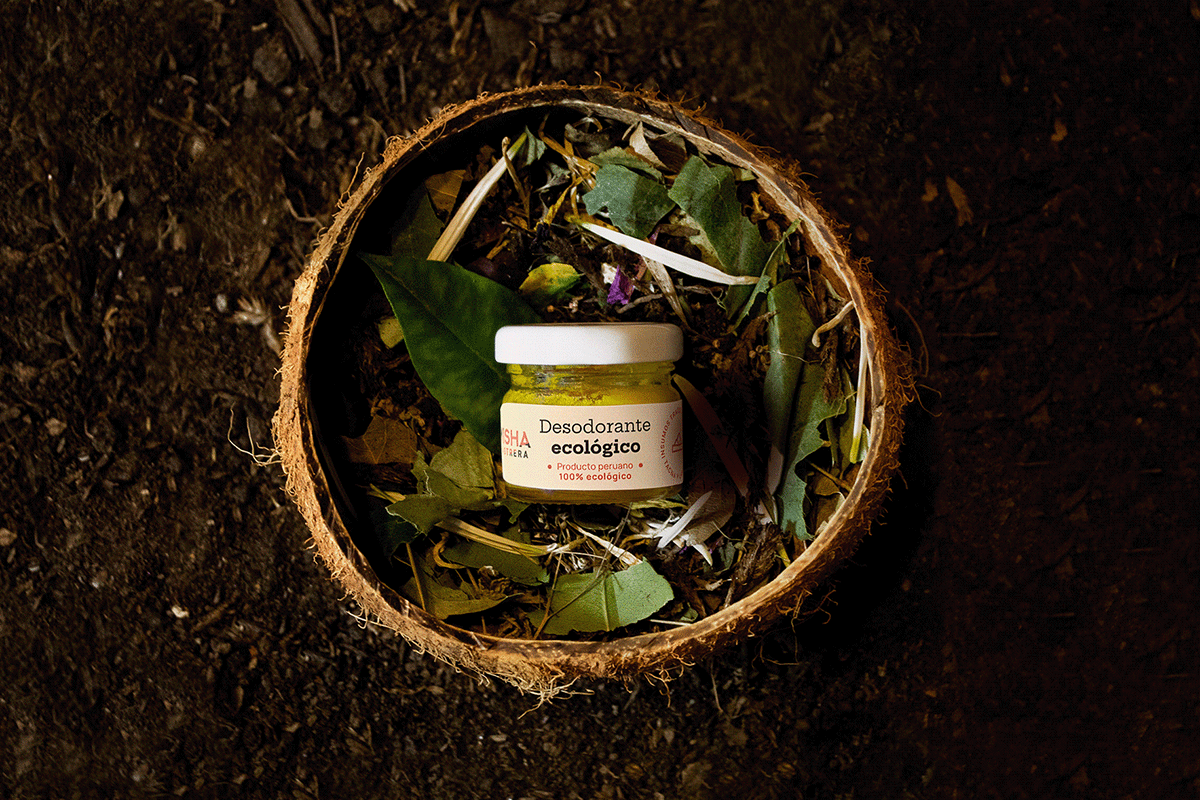 Desodorante
ecológico
• Producto peruano •
100% ecológico